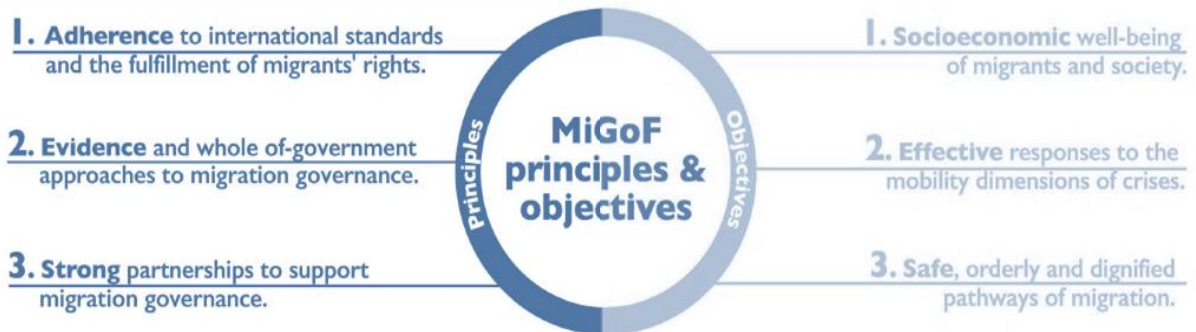 1. Adherence to international standards
and the fulfillment of migrants' rights.
2. Evidence and whole of-government
approaches to migration governance.
3. Strong partnerships to support
migration governance.
Principles
MiGoF
principles &
objectives
Objectives
1. Socioeconomic well-being
of migrants and society.
2. Effective responses to the
mobility dimensions of crises.
3. Safe, orderly and dignified
pathways of migration.